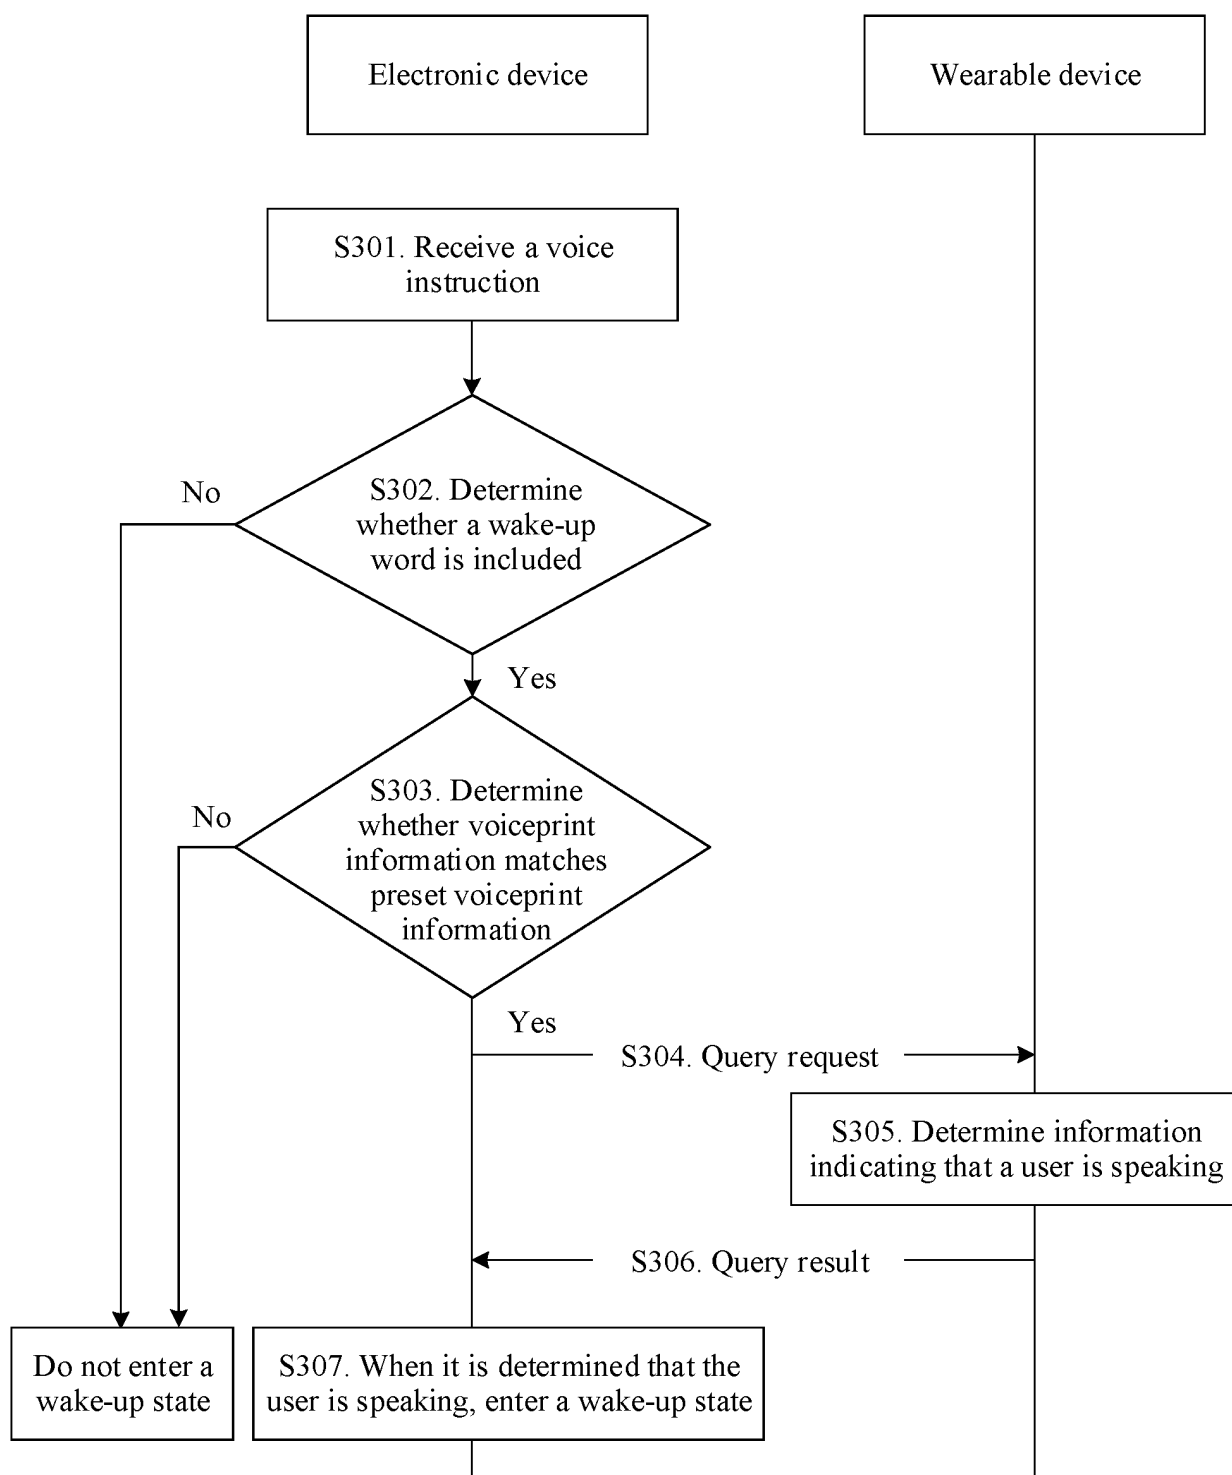 Electronic device
Wearable device
S301. Receive a voice
instruction
No
S302. Determine
whether a wake-up
word is included
Yes
No
S303. Determine
whether voiceprint
information matches
preset voiceprint
information
Yes
S304. Query request
S305. Determine information
indicating that a user is speaking
S306. Query result
Do not enter a
wake-up state
S307. When it is determined that the
user is speaking, enter a wake-up state